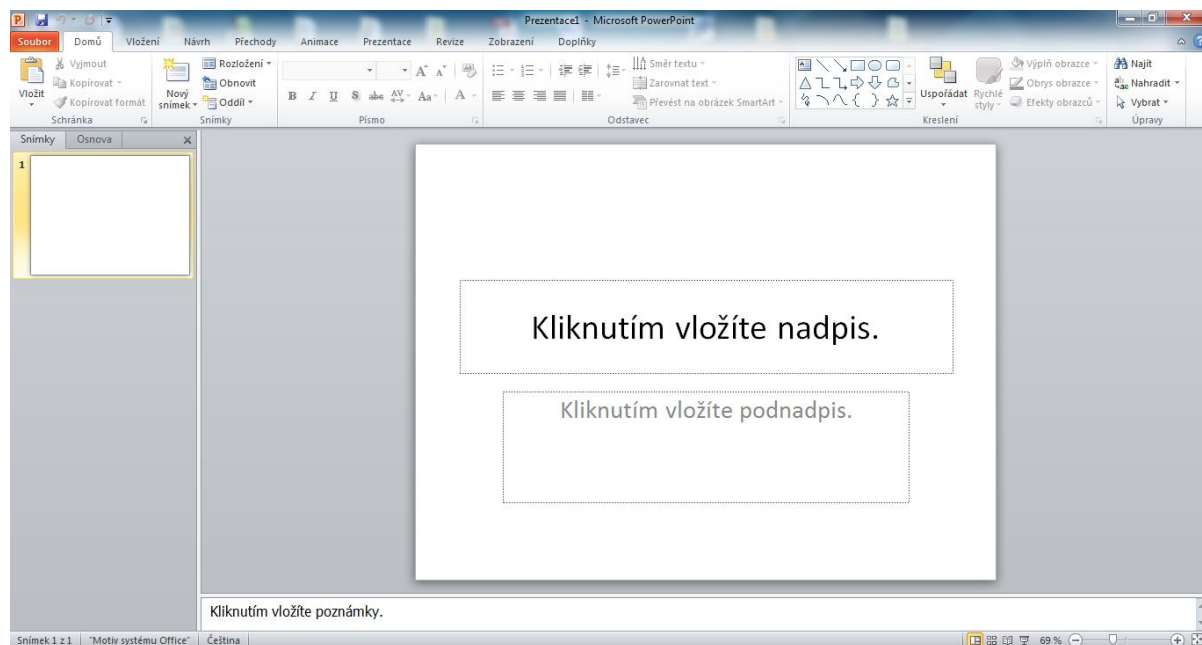 Prezentace1 - Microsoft PowerPoint
Soubor Domů Vložení Návrh Přechody Animace Prezentace Revize Zobrazení Doplňky
Vložit
Vyjmout
Kopírovat
Kopírovat formát
Schránka
Nový snímek
Rozložení
Obnovit
Oddíl
Snímky
B I U S abc AV Aa A
Písmo
Směr textu
Zarovnat text
Převést na obrázek SmartArt
Odstavec
Uspořádat
Rychlé styly
Výplň obrazce
Obrys obrazce
Efekty obrazců
Kreslení
Najít
Nahradit
Vybrat
Úpravy
Snímky Osnova
1
Kliknutím vložíte nadpis.
Kliknutím vložíte podnadpis.
Kliknutím vložíte poznámky.
Snímek 1 z 1 "Motiv systému Office" Čeština 69 %